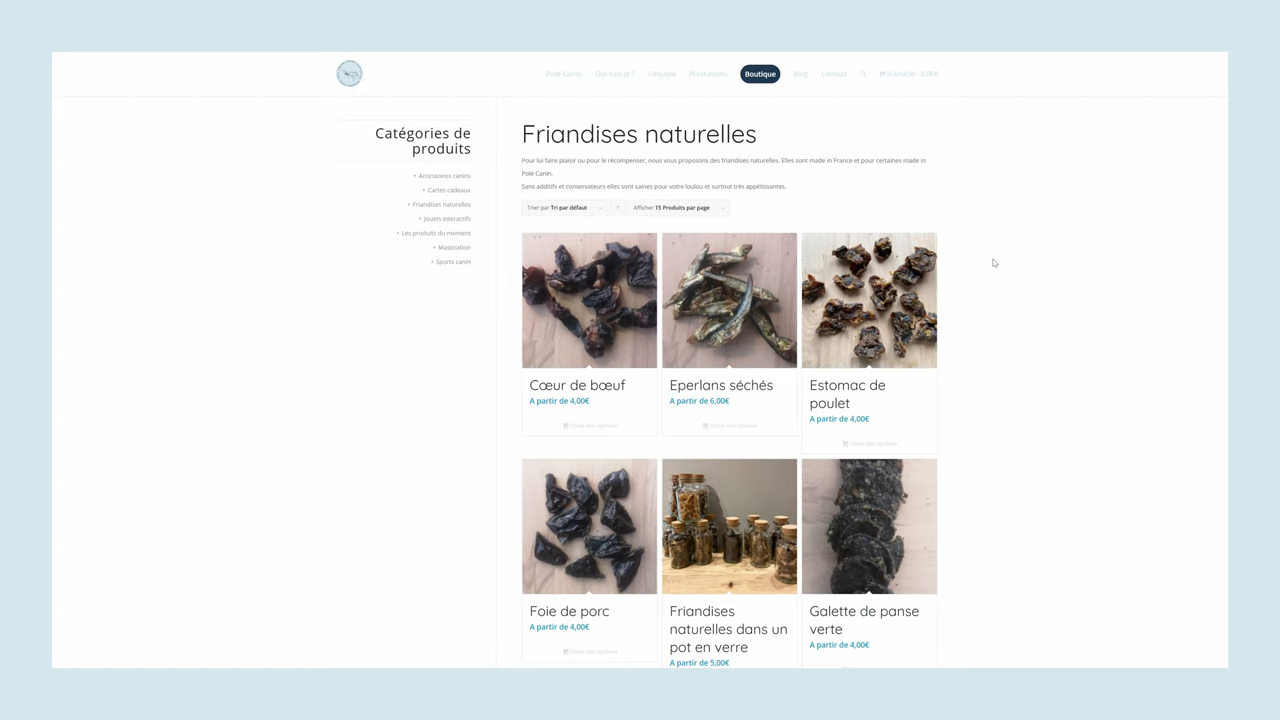 Pole Canin Qui suis je ? L'équipe Prestations Boutique Blog Contact 0 Article - 0,00€
Catégories de
produits
Accessoires canins
Cartes cadeaux
Friandises naturelles
Jouets interactifs
Les produits du moment
Mastication
Sports canin
Friandises naturelles
Pour lui faire plaisir ou pour le récompenser, nous vous proposons des friandises naturelles. Elles sont made in France et pour certaines made in
Pole Canin.
Sans additifs et conservateurs elles sont saines pour votre loulou et surtout très appétissantes.
Trier par Tri par défaut Afficher 15 Produits par page
Cœur de bœuf
A partir de 4,00€
Choix des options
Eperlans séchés
A partir de 6,00€
Choix des options
Estomac de
poulet
A partir de 4,00€
Choix des options
Foie de porc
A partir de 4,00€
Choix des options
Friandises
naturelles dans un
pot en verre
A partir de 5,00€
Galette de panse
verte
A partir de 4,00€